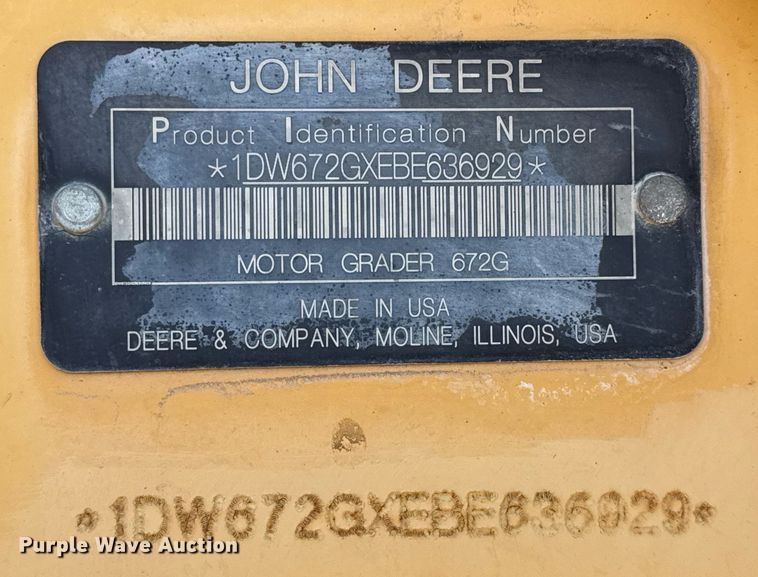 JOHN DEERE
Product Identification Number
*1DW672GXEBE636929*
MOTOR GRADER 672G
MADE IN USA
DEERE & COMPANY, MOLINE, ILLINOIS, USA
*1DW672GXEBE636929*
Purple Wave Auction